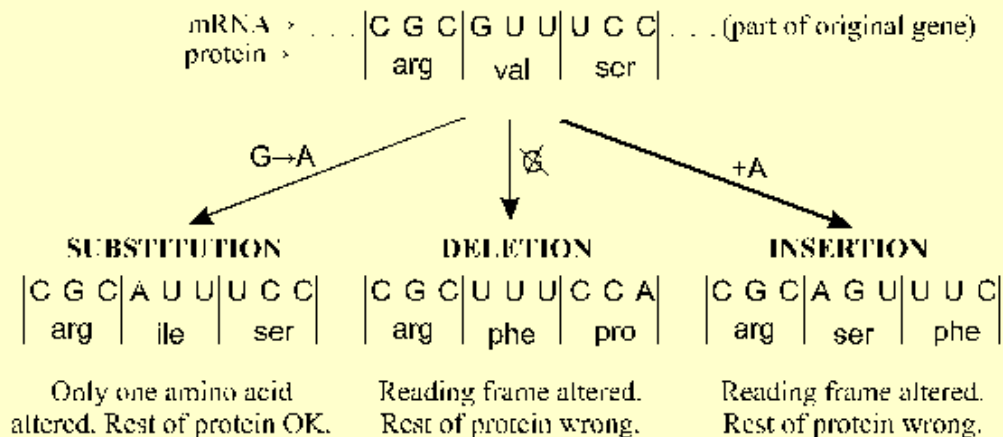 mRNA > . . . |C G C|G U U|U C C| . . . (part of original gene)
protein > |arg|val|ser|
G→A
G
+A
SUBSTITUTION DELETION INSERTION
|C G C|A U U|U C C| |C G C|U U U|C C A| |C G C|A G U|U U C|
|arg|ile|ser| |arg|phe|pro| |arg|ser|phe|
Only one amino acid
altered. Rest of protein OK.
Reading frame altered.
Rest of protein wrong.
Reading frame altered.
Rest of protein wrong.